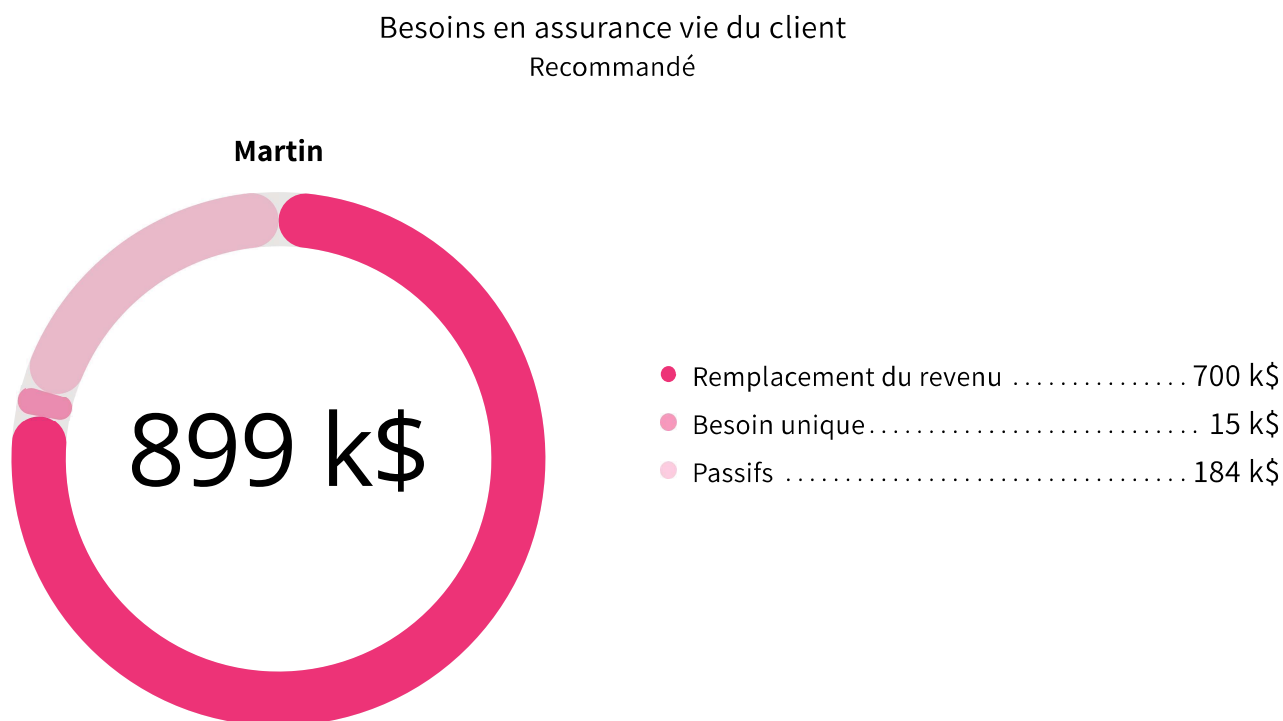 Besoins en assurance vie du client
Recommandé
Martin
899 k$
Remplacement du revenu ............... 700 k$
Besoin unique ............................ 15 k$
Passifs .................................. 184 k$